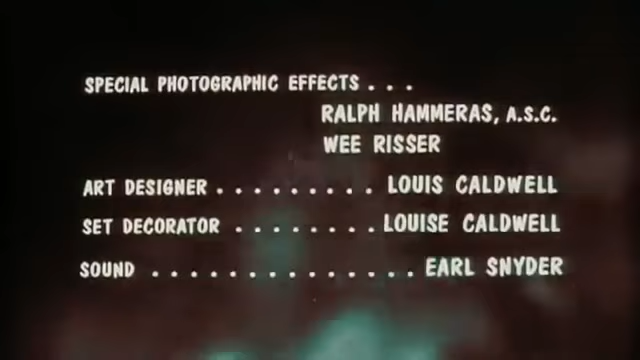 SPECIAL PHOTOGRAPHIC EFFECTS . . .
RALPH HAMMERAS, A.S.C.
WEE RISSER
ART DESIGNER . . . . . . . . . LOUIS CALDWELL
SET DECORATOR . . . . . . . . LOUISE CALDWELL
SOUND . . . . . . . . . . . . . . EARL SNYDER